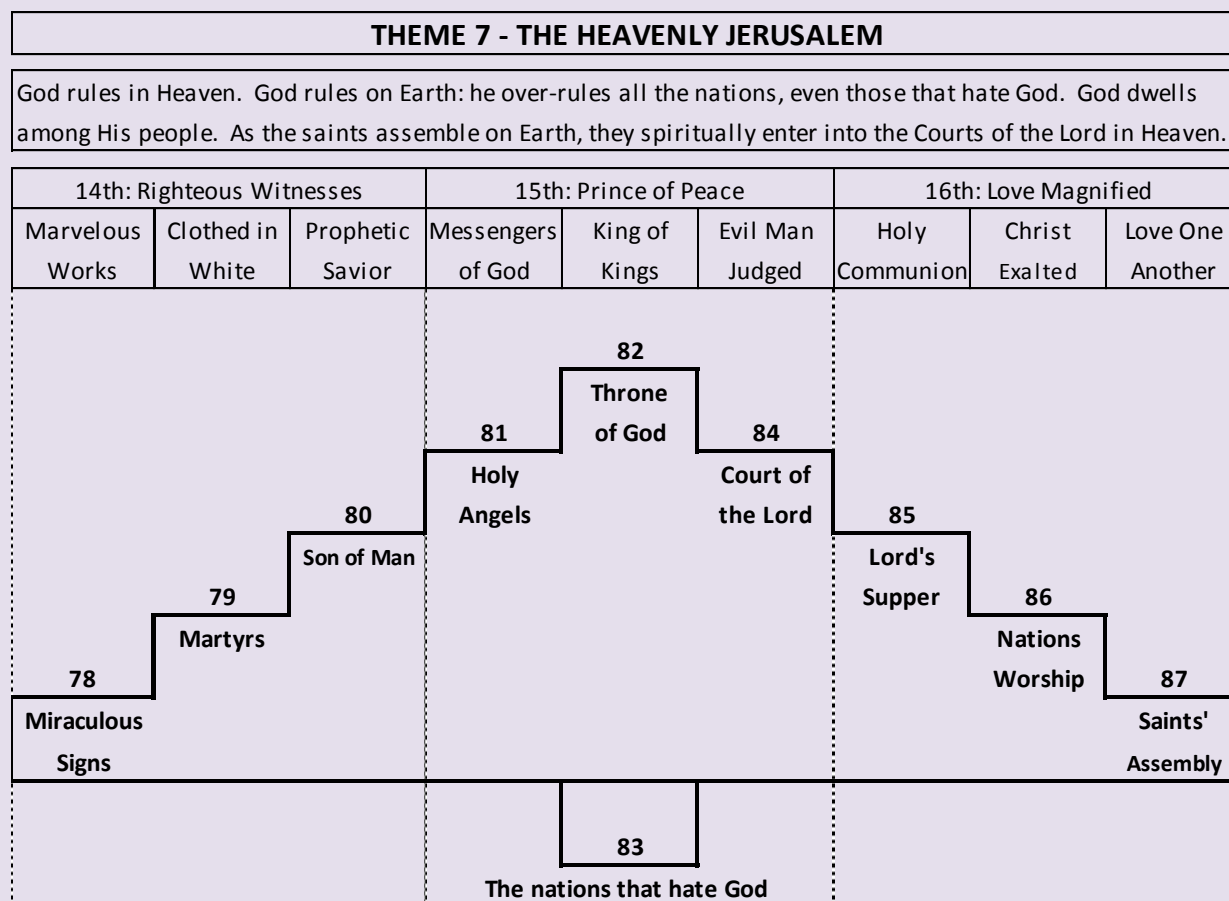 THEME 7 - THE HEAVENLY JERUSALEM
God rules in Heaven. God rules on Earth: he over-rules all the nations, even those that hate God. God dwells
among His people. As the saints assemble on Earth, they spiritually enter into the Courts of the Lord in Heaven.
14th: Righteous Witnesses
15th: Prince of Peace
16th: Love Magnified
Marvelous
Works
Clothed in
White
Prophetic
Savior
Messengers
of God
King of
Kings
Evil Man
Judged
Holy
Communion
Christ
Exalted
Love One
Another
78
Miraculous
Signs
79
Martyrs
80
Son of Man
81
Holy
Angels
82
Throne
of God
84
Court of
the Lord
85
Lord's
Supper
86
Nations
Worship
87
Saints'
Assembly
83
The nations that hate God